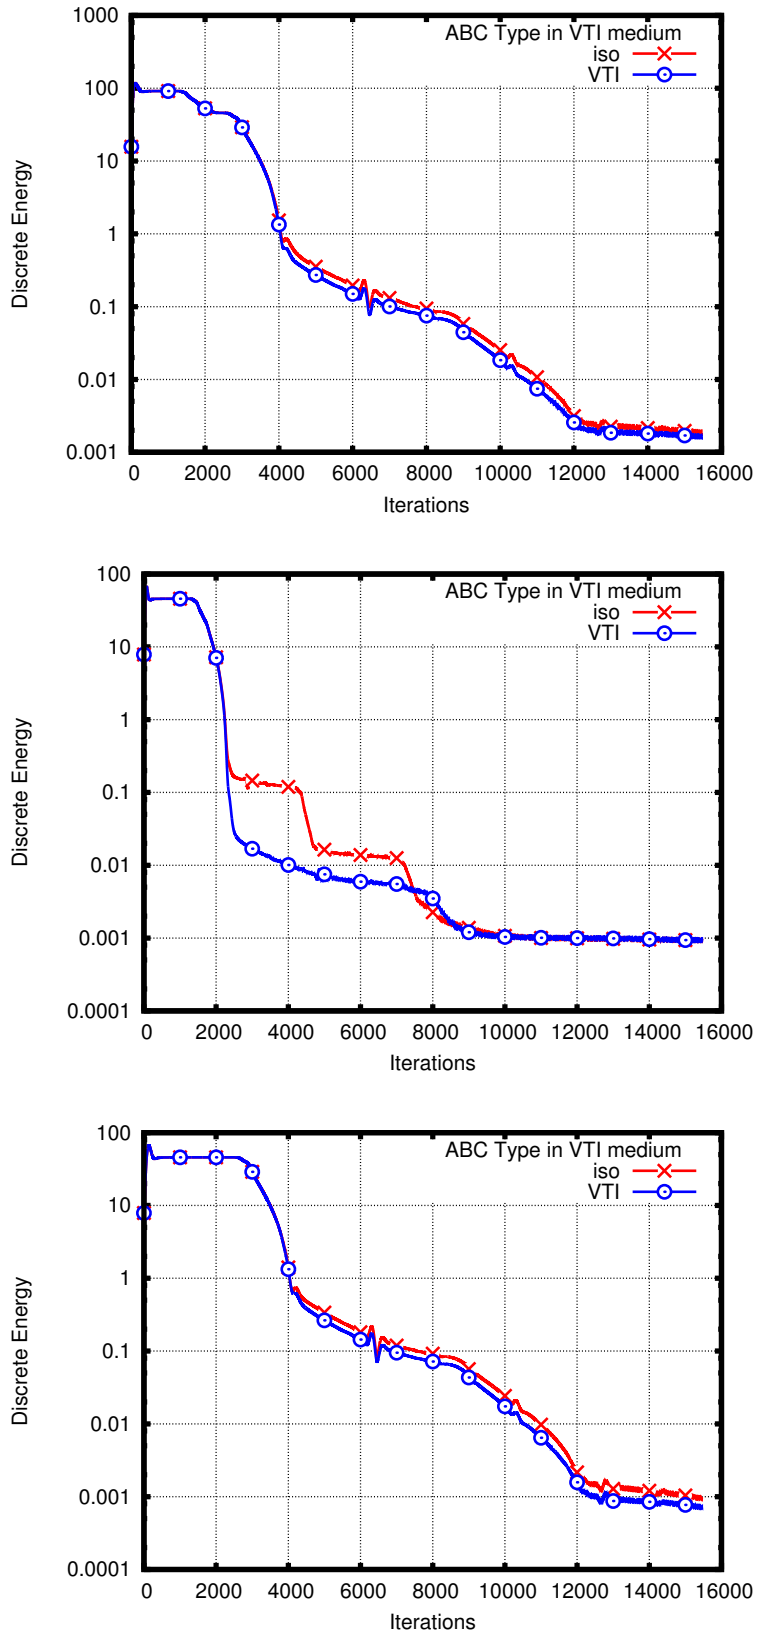 1000
100
10
1
0.1
0.01
0.001
Discrete Energy
ABC Type in VTI medium
iso
VTI
0 2000 4000 6000 8000 10000 12000 14000 16000
Iterations
100
10
1
0.1
0.01
0.001
0.0001
Discrete Energy
ABC Type in VTI medium
iso
VTI
0 2000 4000 6000 8000 10000 12000 14000 16000
Iterations
100
10
1
0.1
0.01
0.001
0.0001
Discrete Energy
ABC Type in VTI medium
iso
VTI
0 2000 4000 6000 8000 10000 12000 14000 16000
Iterations